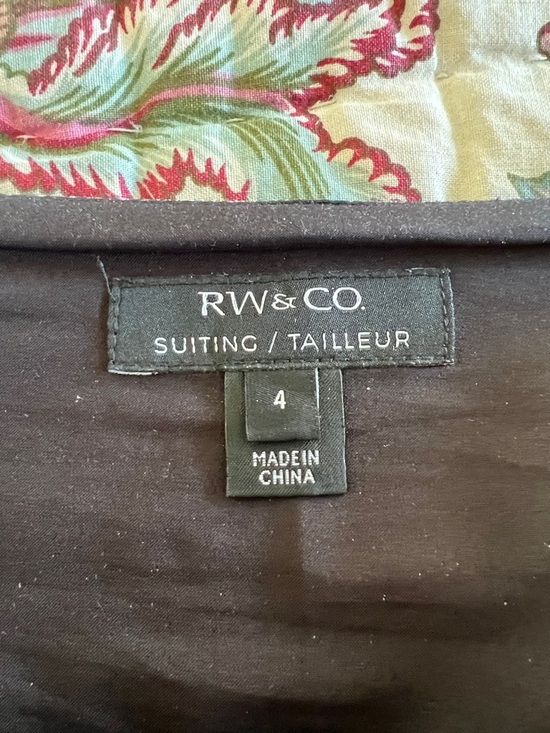 RW&CO.
SUITING / TAILLEUR
4
MADE IN
CHINA